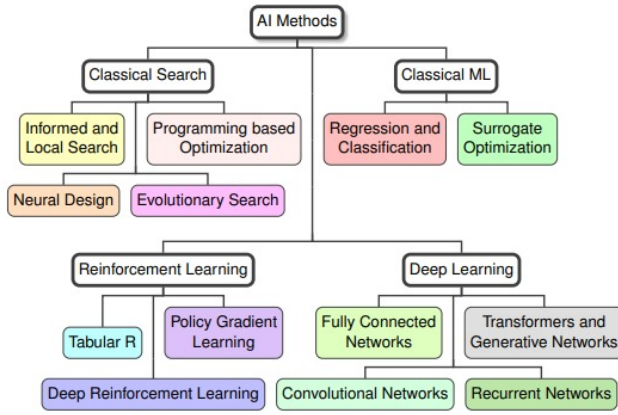 AI Methods
Classical Search
Classical ML
Informed and
Local Search
Programming based
Optimization
Regression and
Classification
Surrogate
Optimization
Neural Design
Evolutionary Search
Reinforcement Learning
Deep Learning
Tabular R
Policy Gradient
Learning
Fully Connected
Networks
Transformers and
Generative Networks
Deep Reinforcement Learning
Convolutional Networks
Recurrent Networks